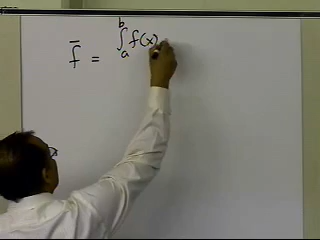 f̅ = ∫ₐᵇ f(x)